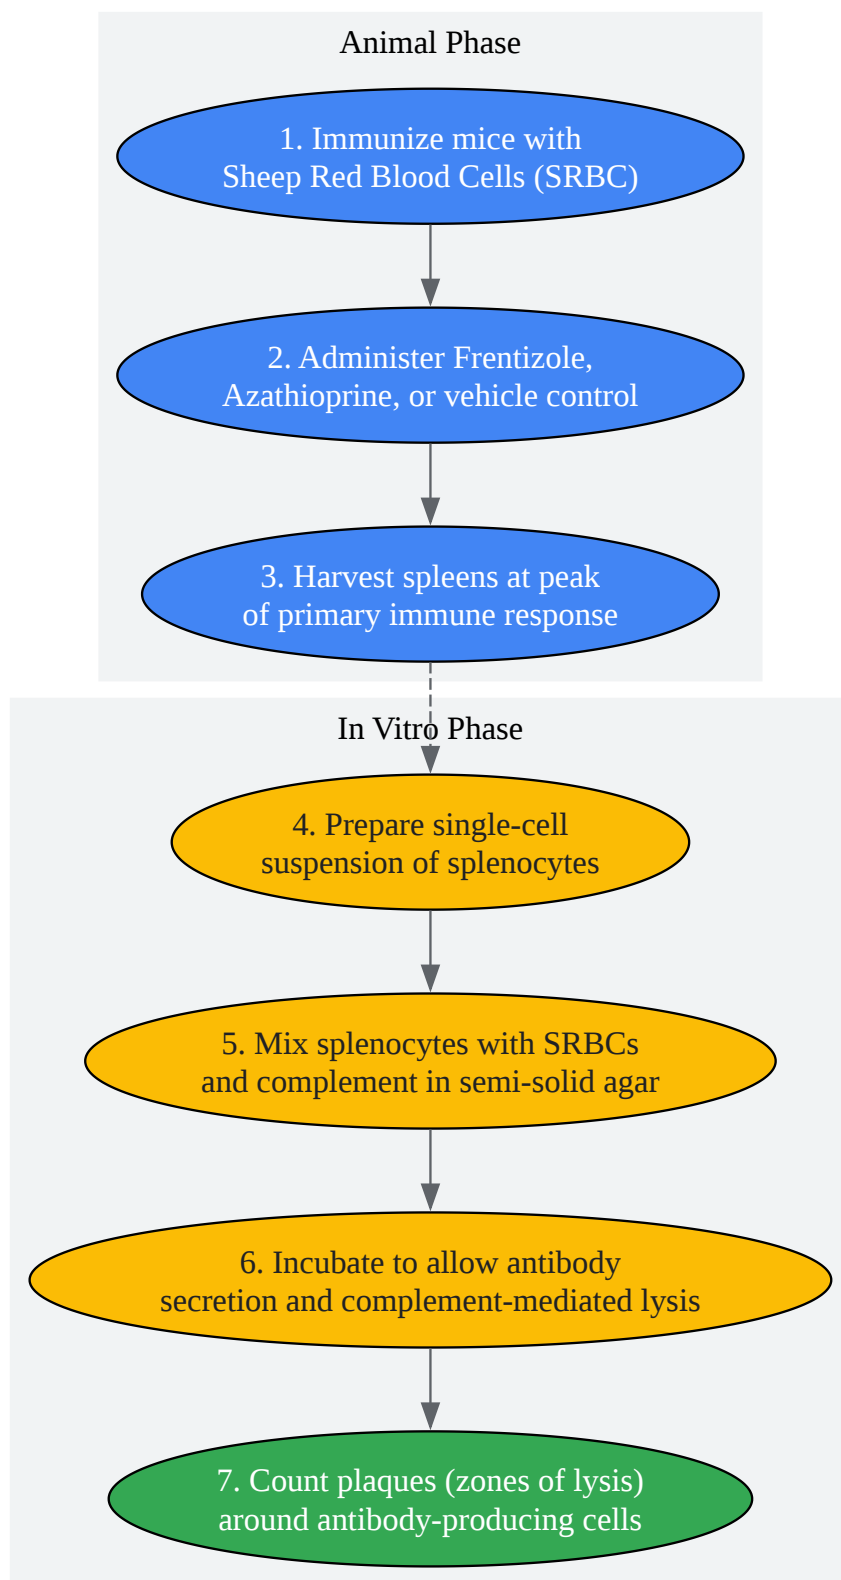 Animal Phase
1. Immunize mice with
Sheep Red Blood Cells (SRBC)
2. Administer Frentizole,
Azathioprine, or vehicle control
3. Harvest spleens at peak
of primary immune response
In Vitro Phase
4. Prepare single-cell
suspension of splenocytes
5. Mix splenocytes with SRBCs
and complement in semi-solid agar
6. Incubate to allow antibody
secretion and complement-mediated lysis
7. Count plaques (zones of lysis)
around antibody-producing cells